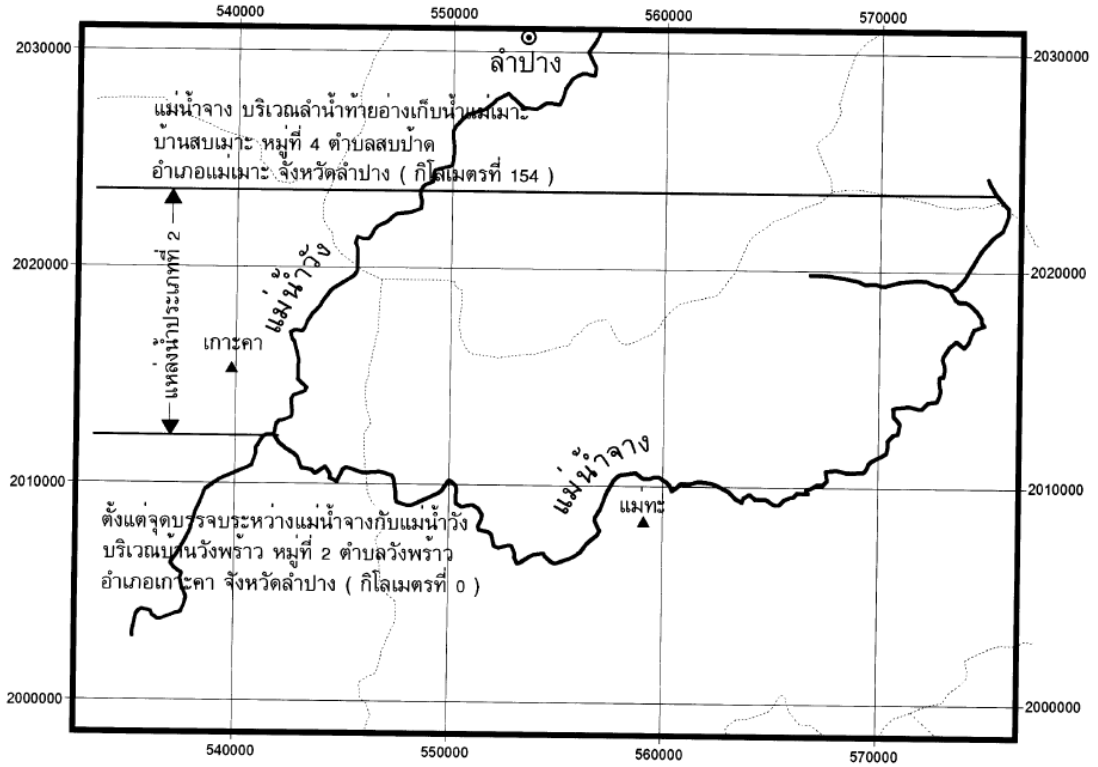 540000
550000
560000
570000
2030000
2030000
ลำปาง
แม่น้ำจาง บริเวณลำน้ำท้ายอ่างเก็บน้ำแม่เมาะ
บ้านสบเมาะ หมู่ที่ 4 ตำบลสบป้าด
อำเภอแม่เมาะ จังหวัดลำปาง ( กิโลเมตรที่ 154 )
แหล่งน้ำประเภทที่ 2
แม่น้ำวัง
2020000
2020000
เกาะคา
แม่น้ำจาง
แม่ทะ
2010000
2010000
ตั้งแต่จุดบรรจบระหว่างแม่น้ำจางกับแม่น้ำวัง
บริเวณบ้านวังพร้าว หมู่ที่ 2 ตำบลวังพร้าว
อำเภอเกาะคา จังหวัดลำปาง ( กิโลเมตรที่ 0 )
2000000
2000000
540000
550000
560000
570000